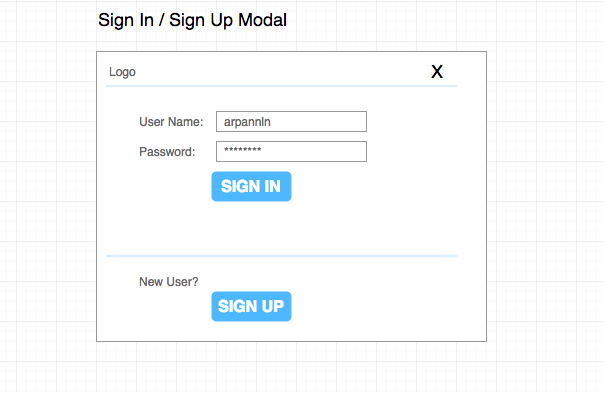 Sign In / Sign Up Modal
Logo X
User Name: arpannln
Password: ********
SIGN IN
New User?
SIGN UP